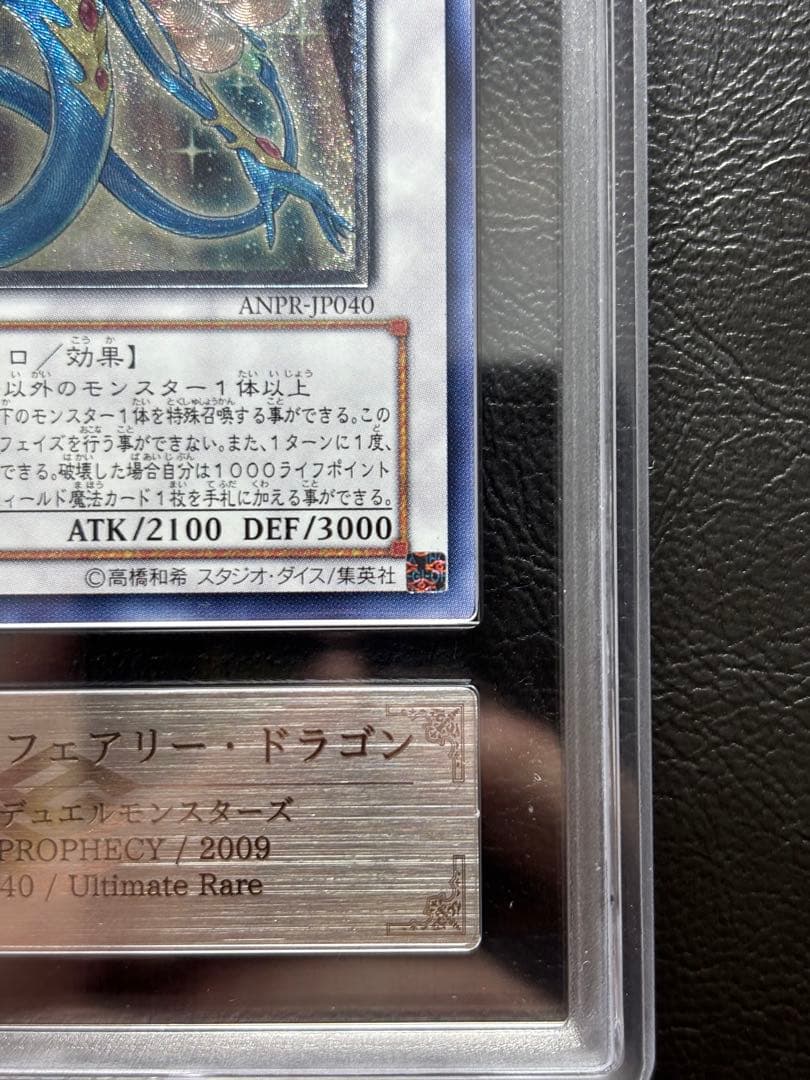 ANPR-JP040
ロ／効果】
以外のモンスター1体以上
下のモンスター1体を特殊召喚する事ができる。この
フェイズを行う事ができない。また、1ターンに1度、
できる。破壊した場合自分は1000ライフポイント
ィールド魔法カード1枚を手札に加える事ができる。
ATK/2100 DEF/3000
©高橋和希 スタジオ・ダイス/集英社
フェアリー・ドラゴン
デュエルモンスターズ
PROPHECY / 2009
40 / Ultimate Rare